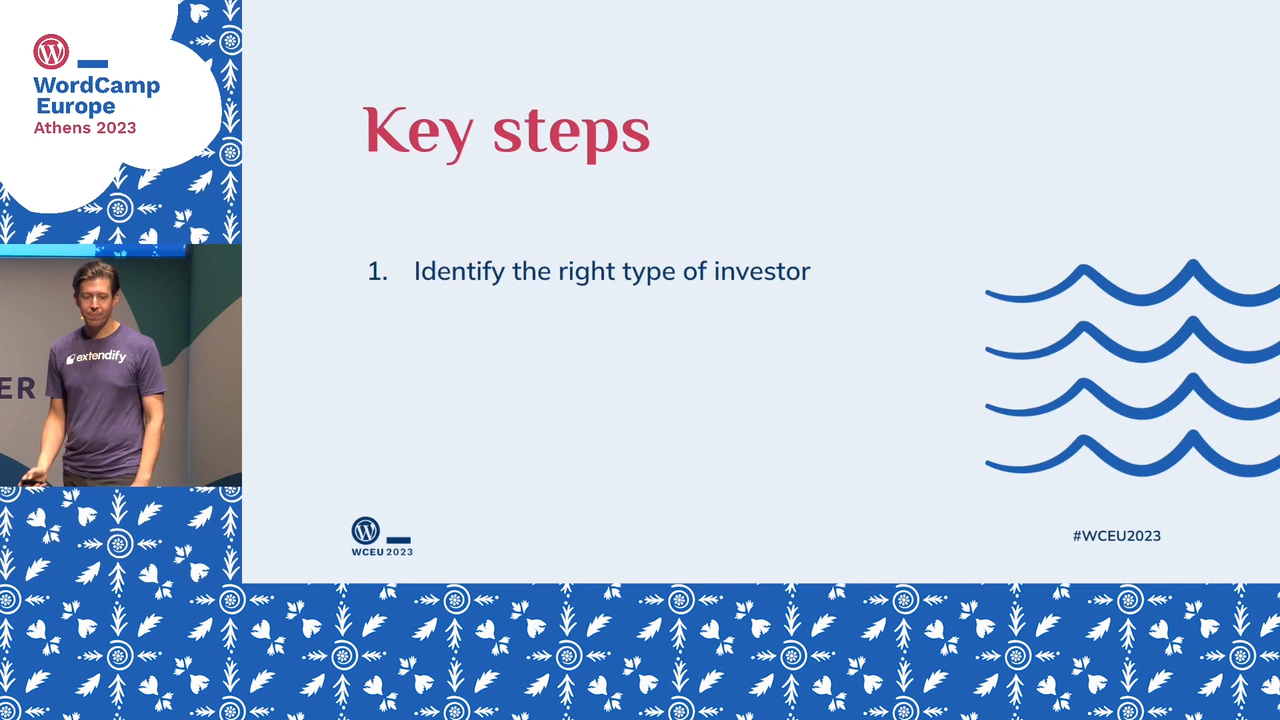 WordCamp
Europe
Athens 2023
extendify
ER
Key steps
1. Identify the right type of investor
WCEU 2023
#WCEU2023